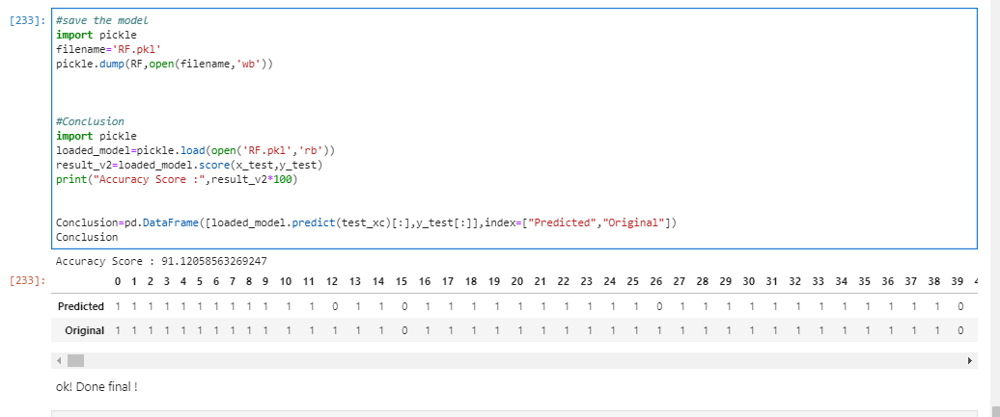 [233]: #save the model
import pickle
filename='RF.pkl'
pickle.dump(RF,open(filename,'wb'))
#Conclusion
import pickle
loaded_model=pickle.load(open('RF.pkl','rb'))
result_v2=loaded_model.score(x_test,y_test)
print("Accuracy Score :",result_v2*100)
Conclusion=pd.DataFrame([loaded_model.predict(test_xc)[:],y_test[:]],index=["Predicted","Original"])
Conclusion
Accuracy Score : 91.12058563269247
[233]: 0 1 2 3 4 5 6 7 8 9 10 11 12 13 14 15 16 17 18 19 20 21 22 23 24 25 26 27 28 29 30 31 32 33 34 35 36 37 38 39
Predicted 1 1 1 1 1 1 1 1 1 1 1 1 0 1 1 0 1 1 1 1 1 1 1 1 1 1 0 1 1 1 1 1 1 1 1 1 1 1 1 0
Original 1 1 1 1 1 1 1 1 1 1 1 1 1 1 1 0 1 1 1 1 1 1 1 1 1 1 1 1 1 1 1 1 1 1 1 1 1 1 1 0
ok! Done final !